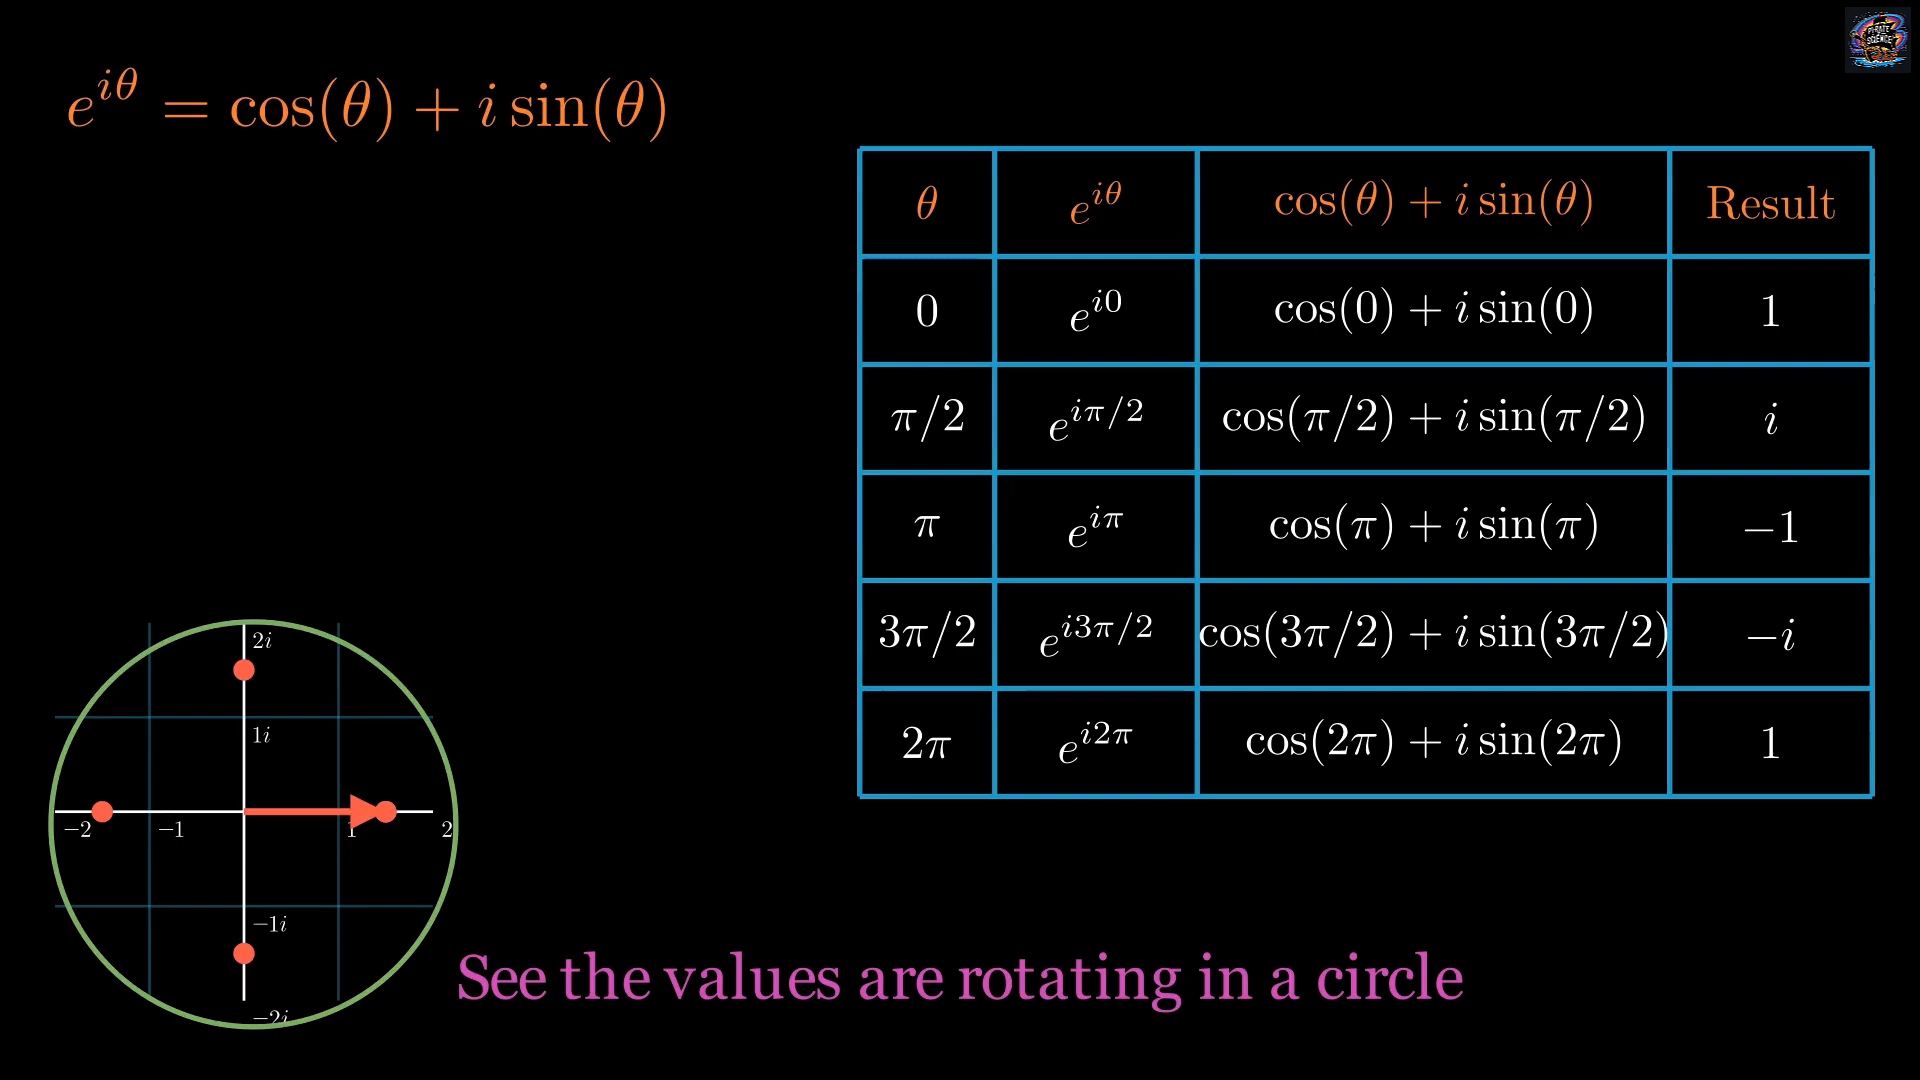 PIRATE
SCIENCE
e^{iθ} = cos(θ) + i sin(θ)
θ e^{iθ} cos(θ) + i sin(θ) Result
0 e^{i0} cos(0) + i sin(0) 1
π/2 e^{iπ/2} cos(π/2) + i sin(π/2) i
π e^{iπ} cos(π) + i sin(π) −1
3π/2 e^{i3π/2} cos(3π/2) + i sin(3π/2) −i
2π e^{i2π} cos(2π) + i sin(2π) 1
2i
1i
−2 −1 1 2
−1i
−2i
See the values are rotating in a circle